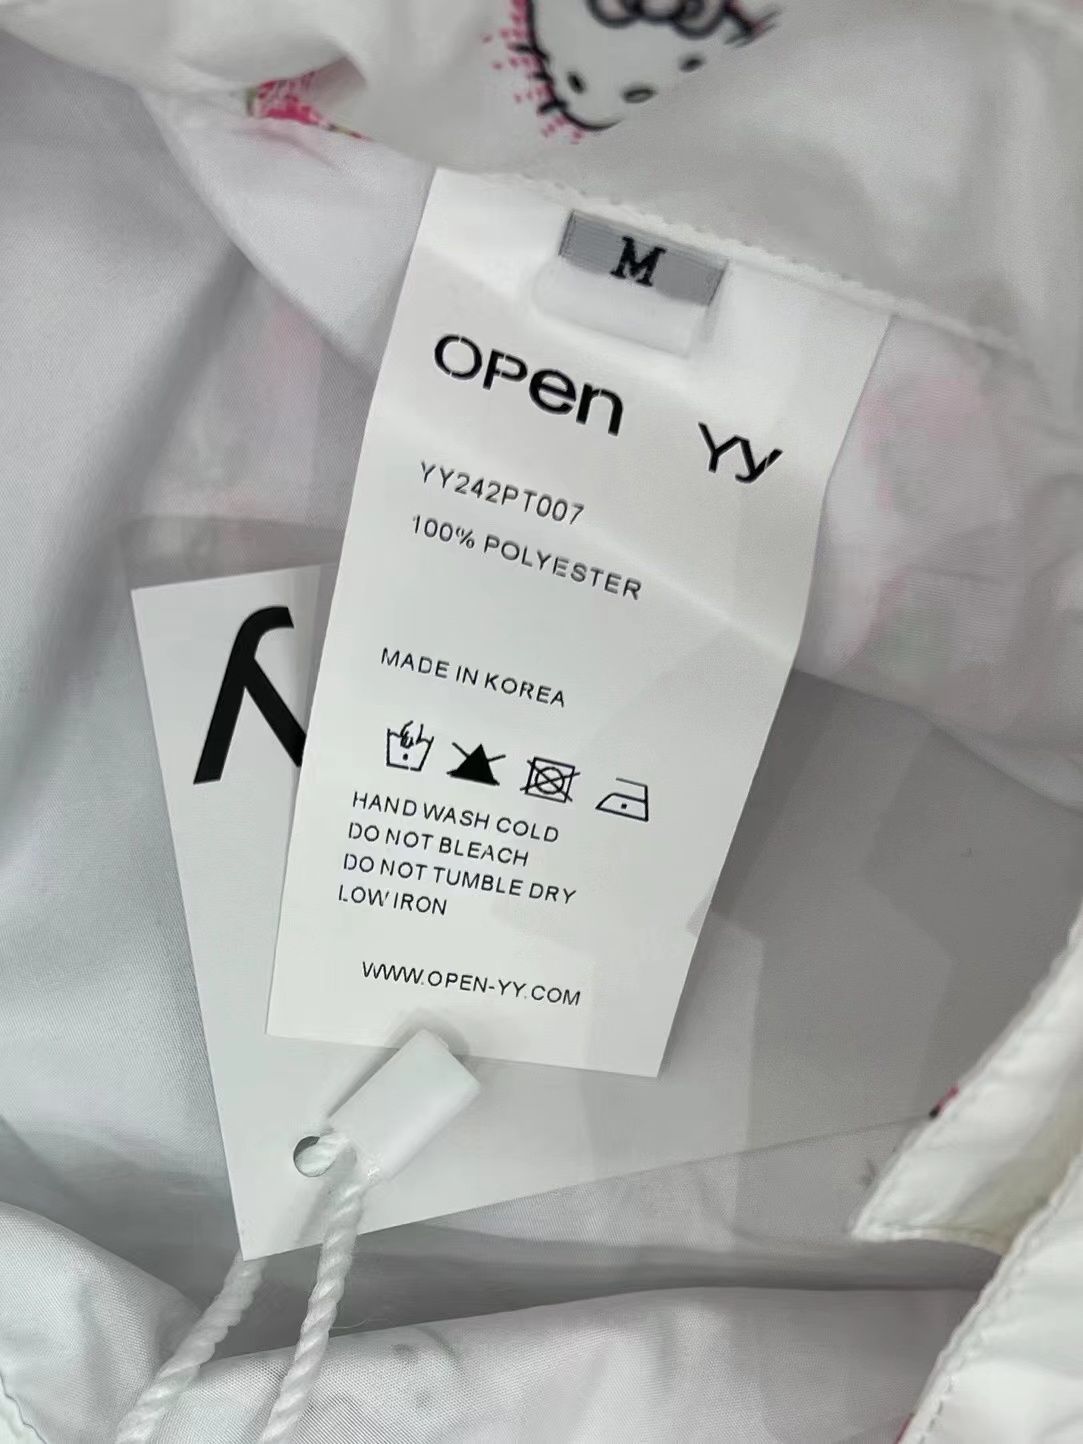 M
OPEN YY
YY242PT007
100% POLYESTER
MADE IN KOREA
HAND WASH COLD
DO NOT BLEACH
DO NOT TUMBLE DRY
LOW IRON
WWW.OPEN-YY.COM